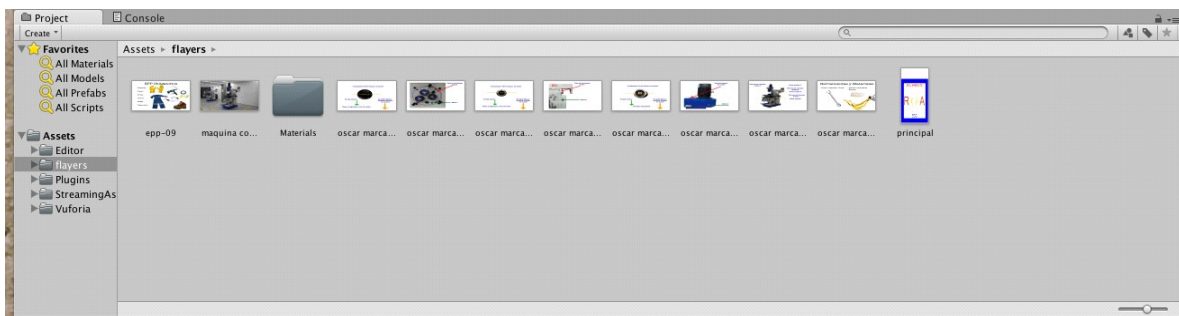 Project Console
Create
Favorites
All Materials
All Models
All Prefabs
All Scripts
Assets
Editor
flayers
Plugins
StreamingAs
Vuforia
Assets ▸ flayers ▸
epp-09 maquina co... Materials oscar marca... oscar marca... oscar marca... oscar marca... oscar marca... oscar marca... oscar marca... oscar marca... principal